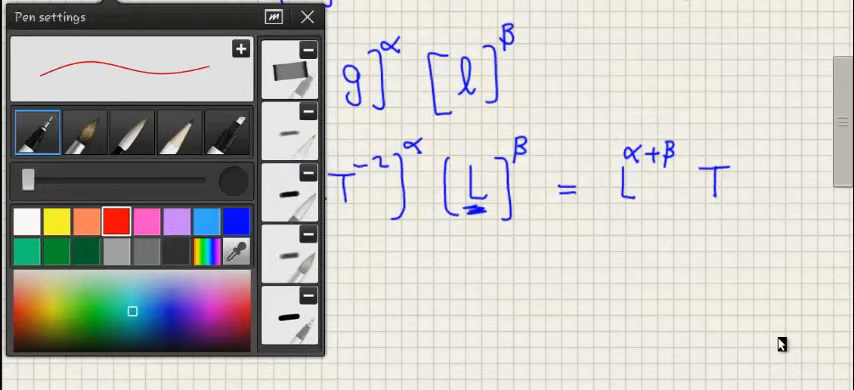 Pen settings
g]^α [l]^β
T^-2)^α (L)^β = L^α+β T